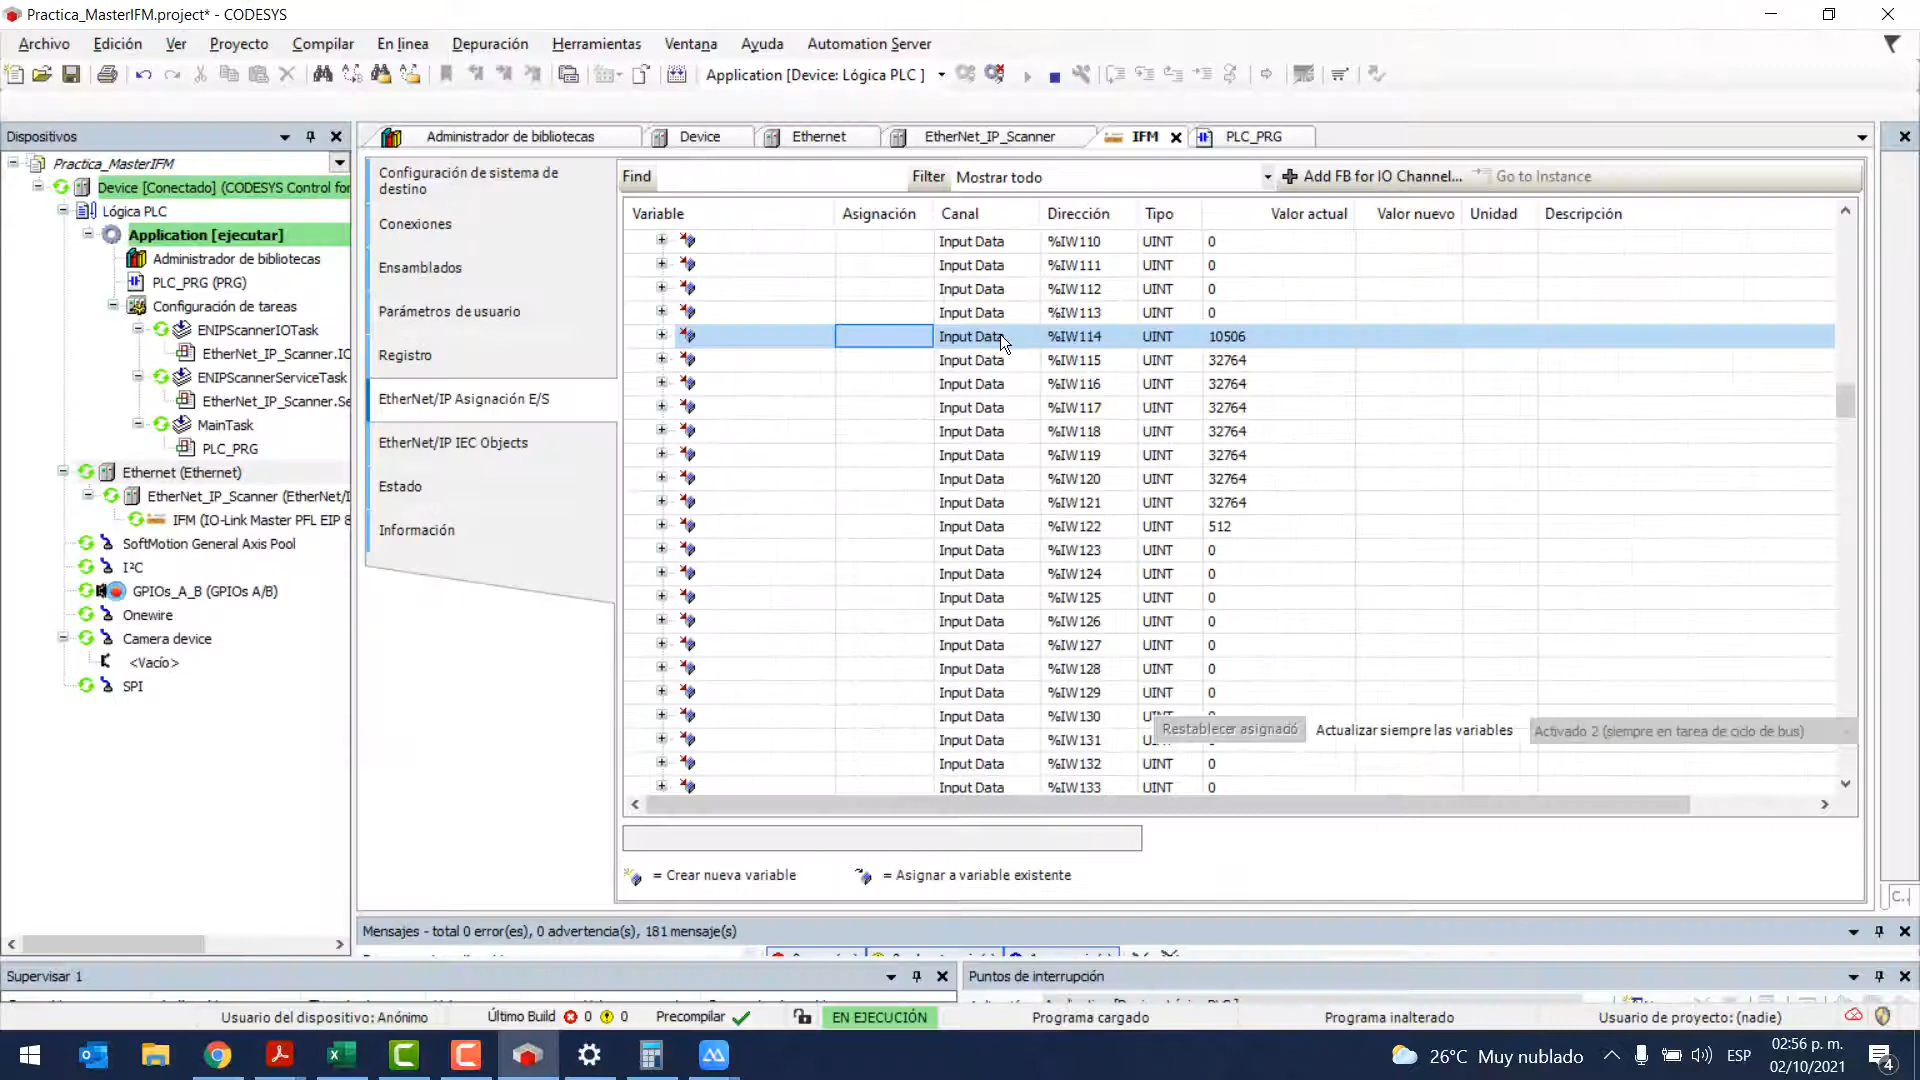 Practica_MasterIFM.project* - CODESYS
Archivo Edición Ver Proyecto Compilar En línea Depuración Herramientas Ventana Ayuda Automation Server
Application [Device: Lógica PLC ]
Dispositivos
Practica_MasterIFM
Device [Conectado] (CODESYS Control for
Lógica PLC
Application [ejecutar]
Administrador de bibliotecas
PLC_PRG (PRG)
Configuración de tareas
ENIPScannerIOTask
EtherNet_IP_Scanner.IO
ENIPScannerServiceTask
EtherNet_IP_Scanner.Se
MainTask
PLC_PRG
Ethernet (Ethernet)
EtherNet_IP_Scanner (EtherNet/I
IFM (IO-Link Master PFL EIP 8
SoftMotion General Axis Pool
I²C
GPIOs_A_B (GPIOs A/B)
Onewire
Camera device
<Vacío>
SPI
Administrador de bibliotecas Device Ethernet EtherNet_IP_Scanner IFM PLC_PRG
Configuración de sistema de destino
Conexiones
Ensamblados
Parámetros de usuario
Registro
EtherNet/IP Asignación E/S
EtherNet/IP IEC Objects
Estado
Información
Find Filter Mostrar todo Add FB for IO Channel... Go to Instance
Variable Asignación Canal Dirección Tipo Valor actual Valor nuevo Unidad Descripción
Input Data %IW110 UINT 0
Input Data %IW111 UINT 0
Input Data %IW112 UINT 0
Input Data %IW113 UINT 0
Input Data %IW114 UINT 10506
Input Data %IW115 UINT 32764
Input Data %IW116 UINT 32764
Input Data %IW117 UINT 32764
Input Data %IW118 UINT 32764
Input Data %IW119 UINT 32764
Input Data %IW120 UINT 32764
Input Data %IW121 UINT 32764
Input Data %IW122 UINT 512
Input Data %IW123 UINT 0
Input Data %IW124 UINT 0
Input Data %IW125 UINT 0
Input Data %IW126 UINT 0
Input Data %IW127 UINT 0
Input Data %IW128 UINT 0
Input Data %IW129 UINT 0
Input Data %IW130
Restablecer asignació Actualizar siempre las variables Activado 2 (siempre en tarea de ciclo de bus)
Input Data %IW131
Input Data %IW132 UINT 0
Input Data %IW133 UINT 0
= Crear nueva variable = Asignar a variable existente
Mensajes - total 0 error(es), 0 advertencia(s), 181 mensaje(s)
Supervisar 1
Puntos de interrupción
Usuario del dispositivo: Anónimo Último Build 0 0 Precompilar EN EJECUCIÓN Programa cargado Programa inalterado Usuario de proyecto: (nadie)
26°C Muy nublado ESP 02:56 p. m.
02/10/2021
4